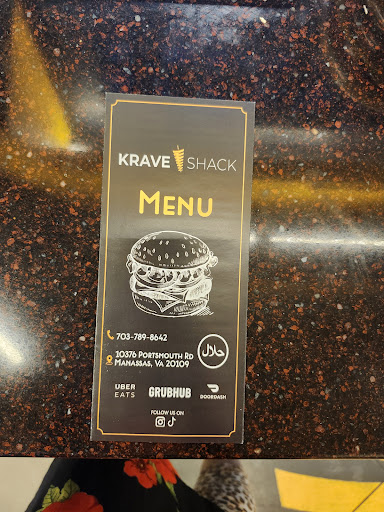 KRAVE SHACK
MENU
703-789-8642
10376 PORTSMOUTH RD
MANASSAS, VA 20109
حلال
UBER
EATS
GRUBHUB
DOORDASH
FOLLOW US ON